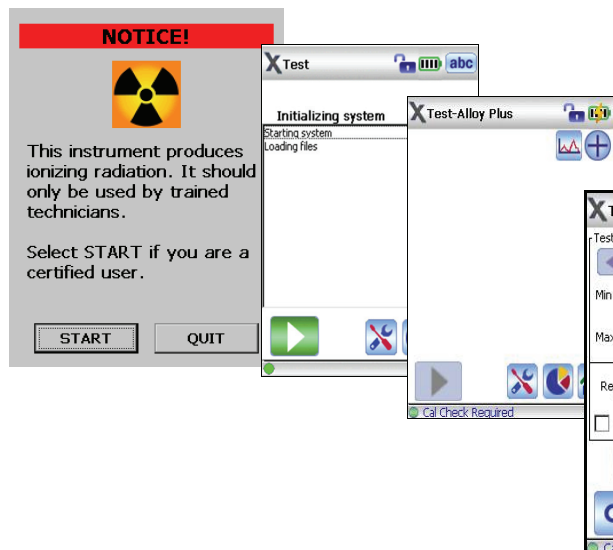 NOTICE!
This instrument produces
ionizing radiation. It should
only be used by trained
technicians.
Select START if you are a
certified user.
START
QUIT
X Test
abc
Initializing system
Starting system
Loading files
X Test-Alloy Plus
Cal Check Required
X
Test
Min
Max
Re